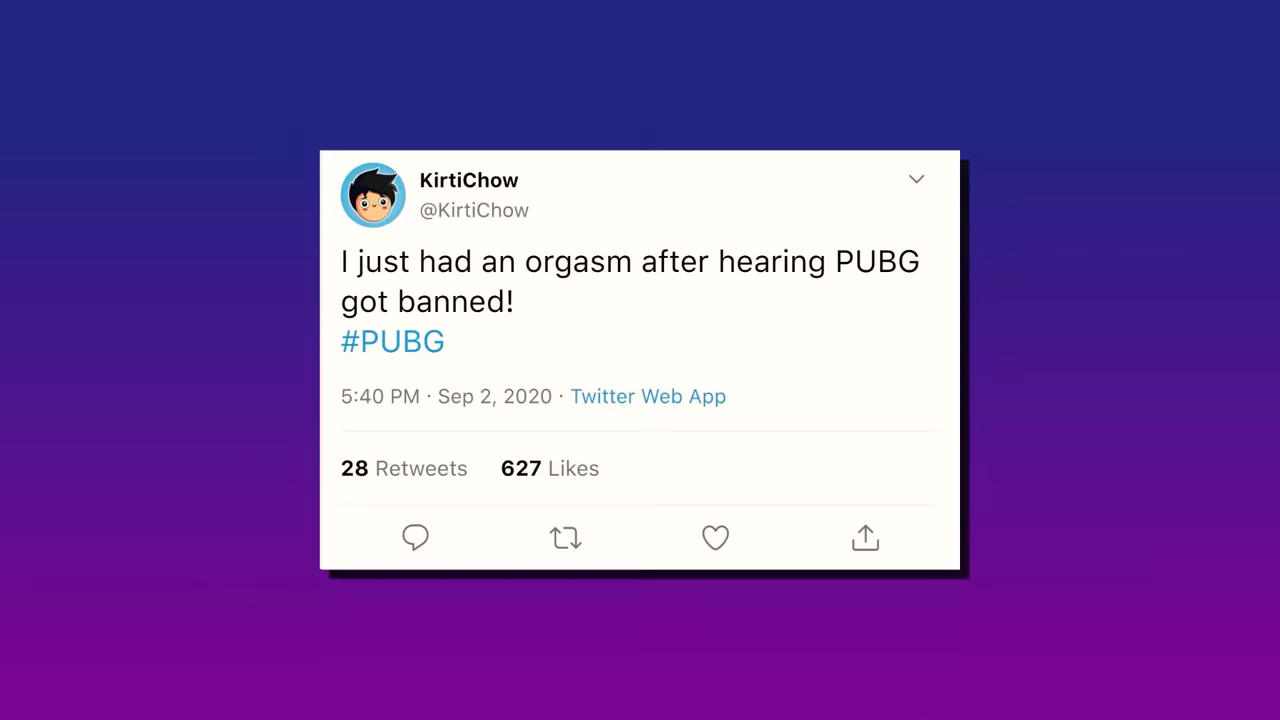 KirtiChow
@KirtiChow
I just had an orgasm after hearing PUBG
got banned!
#PUBG
5:40 PM · Sep 2, 2020 · Twitter Web App
28 Retweets 627 Likes